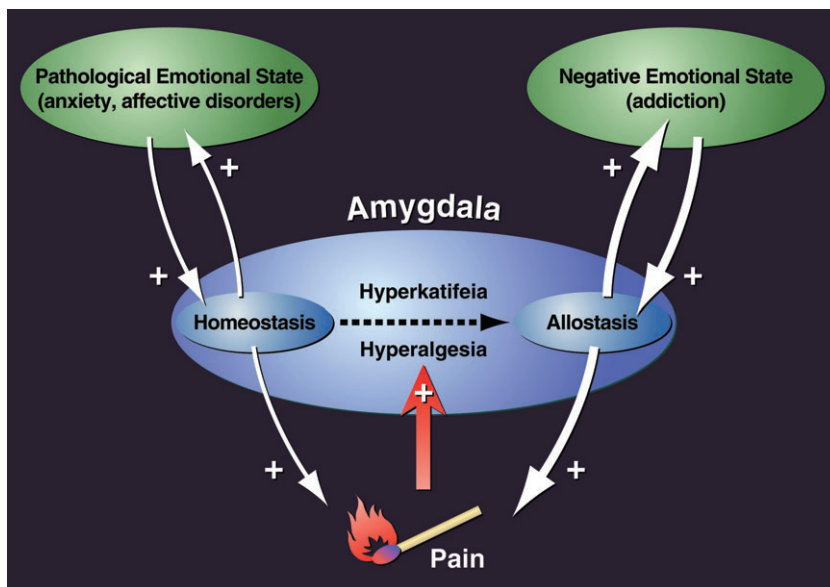 Pathological Emotional State
(anxiety, affective disorders)
Negative Emotional State
(addiction)
+
+
Amygdala
+
+
Hyperkatifeia
Homeostasis
Allostasis
Hyperalgesia
+
+
+
Pain